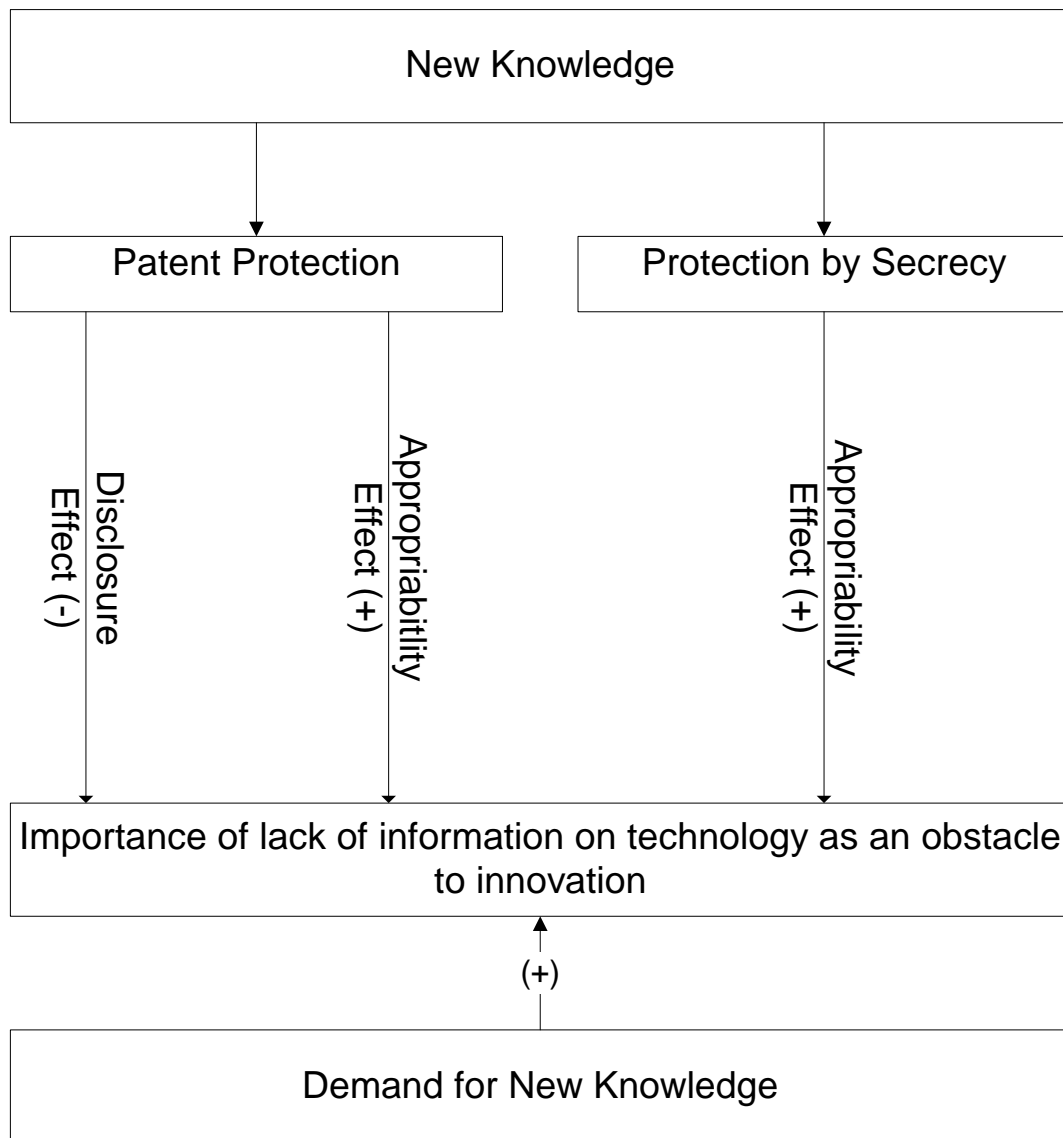 New Knowledge
Patent Protection
Protection by Secrecy
Disclosure
Effect (-)
Appropriabitlity
Effect (+)
Appropriability
Effect (+)
Importance of lack of information on technology as an obstacle
to innovation
(+)
Demand for New Knowledge